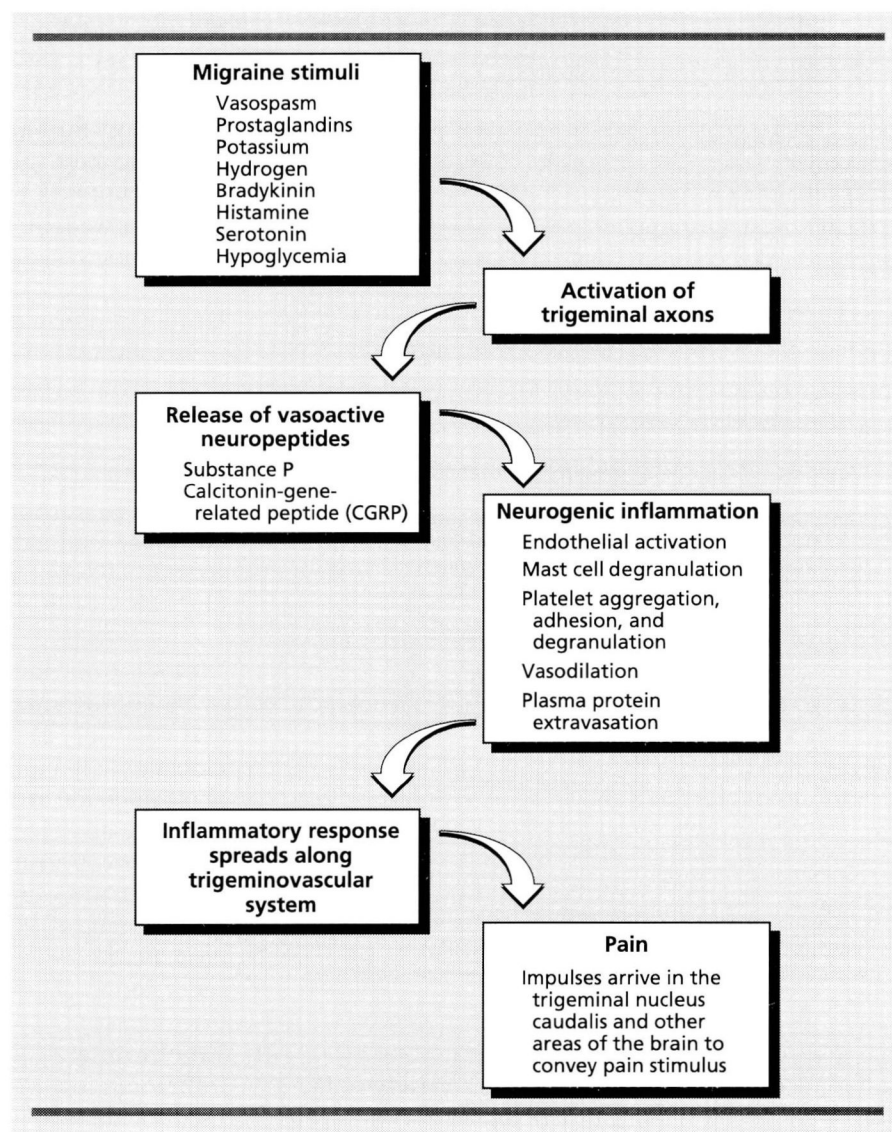 Migraine stimuli
Vasospasm
Prostaglandins
Potassium
Hydrogen
Bradykinin
Histamine
Serotonin
Hypoglycemia
Activation of
trigeminal axons
Release of vasoactive
neuropeptides
Substance P
Calcitonin-gene-
related peptide (CGRP)
Neurogenic inflammation
Endothelial activation
Mast cell degranulation
Platelet aggregation,
adhesion, and
degranulation
Vasodilation
Plasma protein
extravasation
Inflammatory response
spreads along
trigeminovascular
system
Pain
Impulses arrive in the
trigeminal nucleus
caudalis and other
areas of the brain to
convey pain stimulus